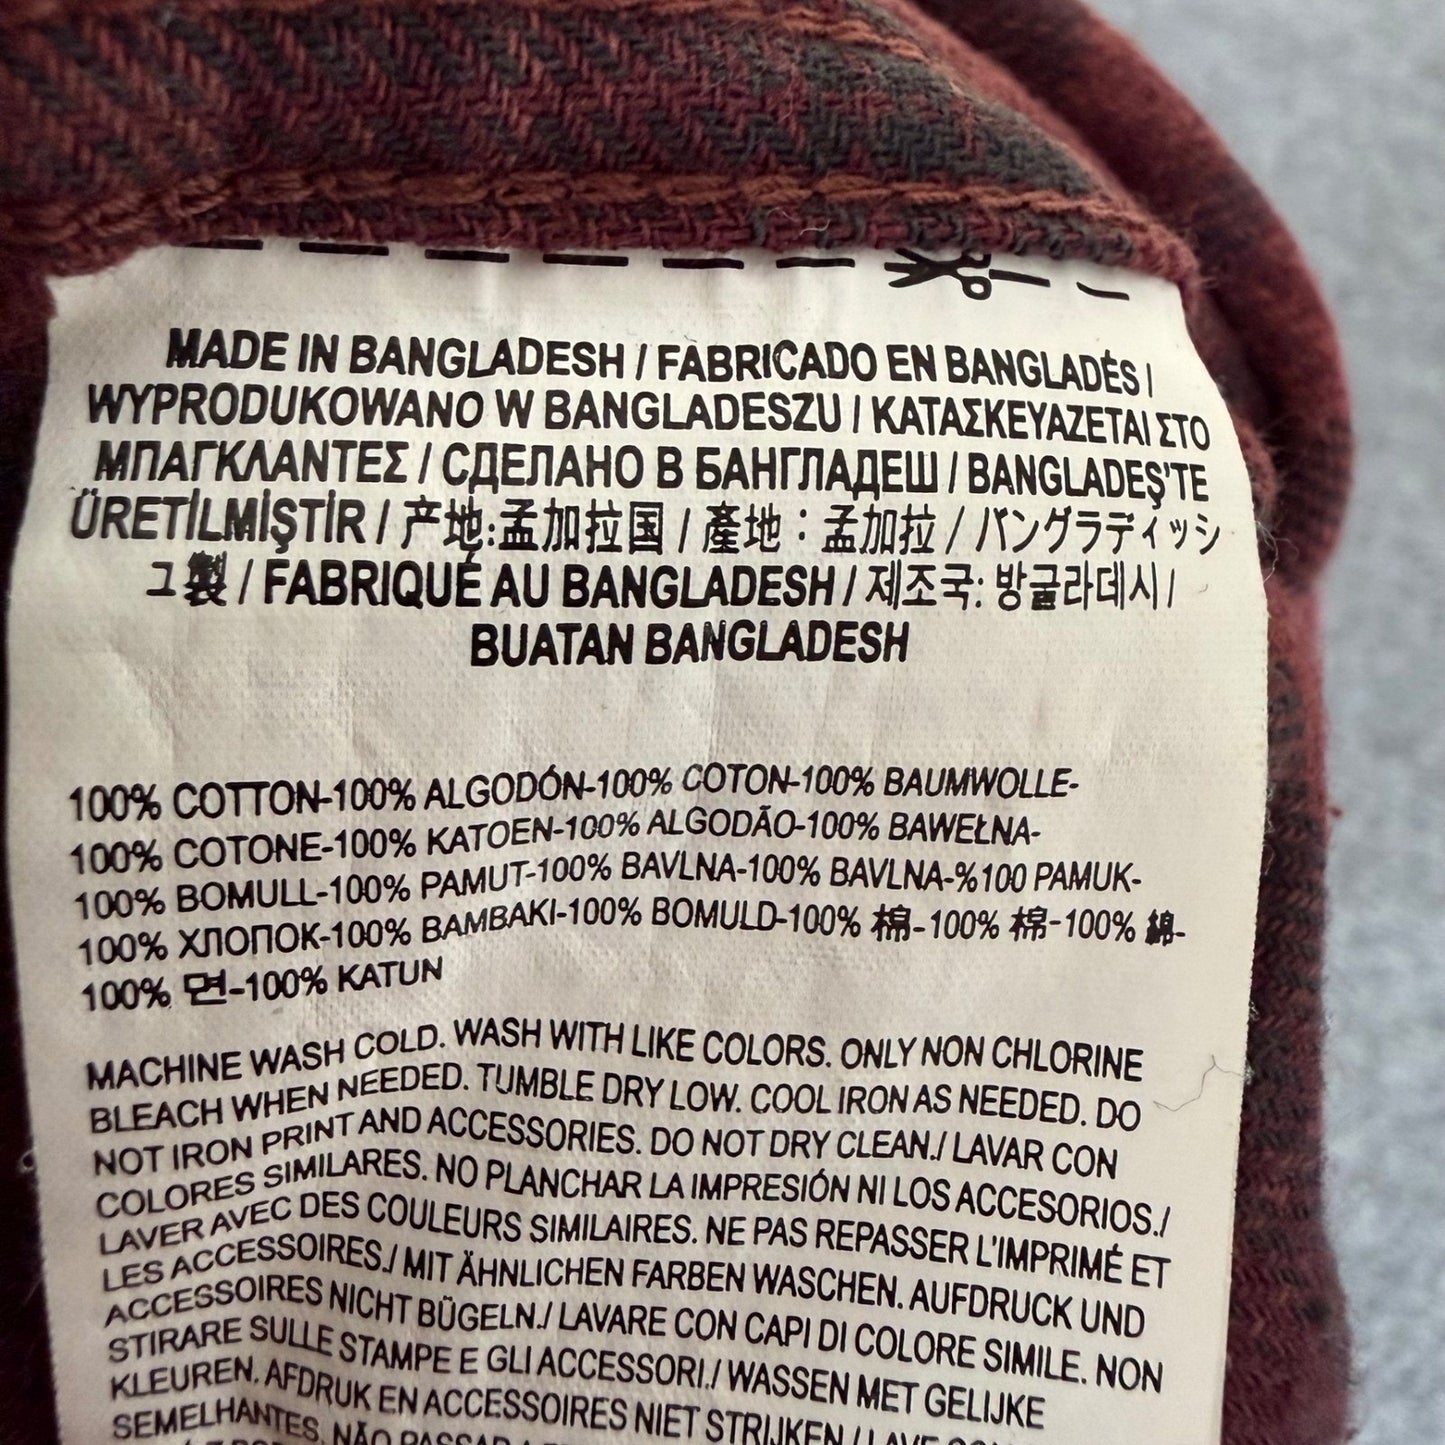 MADE IN BANGLADESH / FABRICADO EN BANGLADÉS /
WYPRODUKOWANO W BANGLADESZU / ΚΑΤΑΣΚΕΥΑΖΕΤΑΙ ΣΤΟ
ΜΠΑΓΚΛΑΝΤΕΣ / СДЕЛАНО В БАНГЛАДЕШ / BANGLADEŞ'TE
ÜRETİLMİŞTİR / 产地:孟加拉国 / 產地：孟加拉 / バングラディッシ
ュ製 / FABRIQUÉ AU BANGLADESH / 제조국: 방글라데시 /
BUATAN BANGLADESH
100% COTTON-100% ALGODÓN-100% COTON-100% BAUMWOLLE-
100% COTONE-100% KATOEN-100% ALGODÃO-100% BAWEŁNA-
100% BOMULL-100% PAMUT-100% BAVLNA-100% BAVLNA-%100 PAMUK-
100% ХЛОПОК-100% ΒΑΜΒΑΚΙ-100% BOMULD-100% 棉-100% 棉-100% 綿-
100% 면-100% KATUN
MACHINE WASH COLD. WASH WITH LIKE COLORS. ONLY NON CHLORINE
BLEACH WHEN NEEDED. TUMBLE DRY LOW. COOL IRON AS NEEDED. DO
NOT IRON PRINT AND ACCESSORIES. DO NOT DRY CLEAN./ LAVAR CON
COLORES SIMILARES. NO PLANCHAR LA IMPRESIÓN NI LOS ACCESORIOS./
LAVER AVEC DES COULEURS SIMILAIRES. NE PAS REPASSER L'IMPRIMÉ ET
LES ACCESSOIRES./ MIT ÄHNLICHEN FARBEN WASCHEN. AUFDRUCK UND
ACCESSOIRES NICHT BÜGELN./ LAVARE CON CAPI DI COLORE SIMILE. NON
STIRARE SULLE STAMPE E GLI ACCESSORI./ WASSEN MET GELIJKE
KLEUREN. AFDRUK EN ACCESSOIRES NIET STRIJKEN./ LAVE
SEMELHANTES. NÃO PASSAR